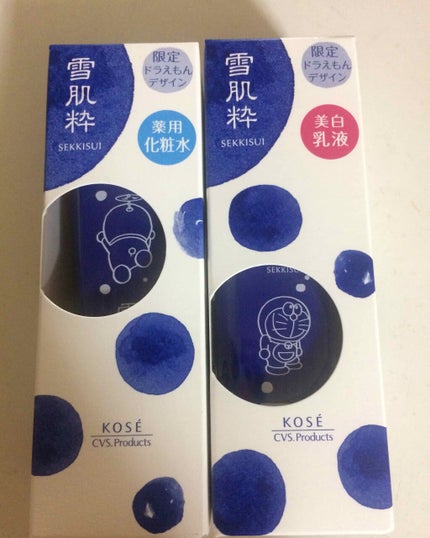 限定
ドラえもん
デザイン
雪肌粋
SEKKISUI
薬用
化粧水
KOSÉ
CVS.Products
限定
ドラえもん
デザイン
雪肌粋
SEKKISUI
美白
乳液
SEKKISUI
KOSÉ
CVS.Products